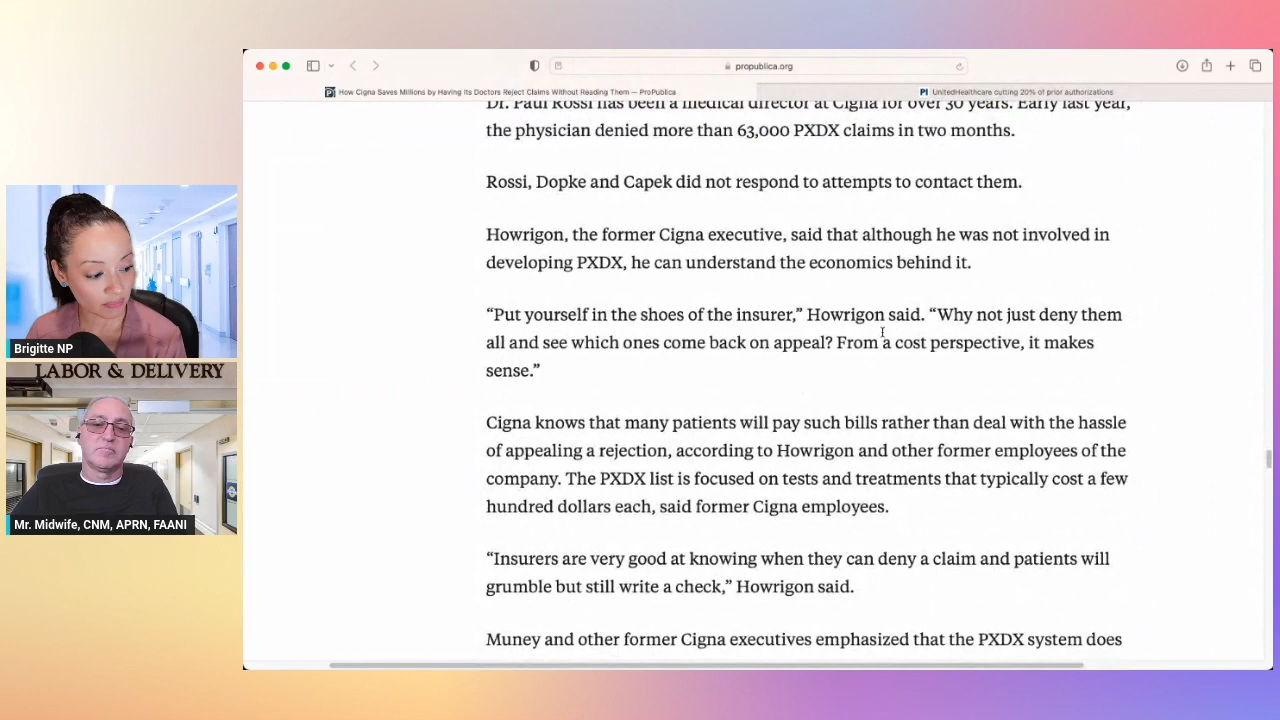 propublica.org
How Cigna Saves Millions by Having Its Doctors Reject Claims Without Reading Them — ProPublica
PI UnitedHealthcare cutting 20% of prior authorizations
Dr. Paul Rossi has been a medical director at Cigna for over 30 years. Early last year,
the physician denied more than 63,000 PXDX claims in two months.
Rossi, Dopke and Capek did not respond to attempts to contact them.
Howrigon, the former Cigna executive, said that although he was not involved in
developing PXDX, he can understand the economics behind it.
“Put yourself in the shoes of the insurer,” Howrigon said. “Why not just deny them
all and see which ones come back on appeal? From a cost perspective, it makes
sense.”
Cigna knows that many patients will pay such bills rather than deal with the hassle
of appealing a rejection, according to Howrigon and other former employees of the
company. The PXDX list is focused on tests and treatments that typically cost a few
hundred dollars each, said former Cigna employees.
“Insurers are very good at knowing when they can deny a claim and patients will
grumble but still write a check,” Howrigon said.
Muney and other former Cigna executives emphasized that the PXDX system does
Brigitte NP
LABOR & DELIVERY
Mr. Midwife, CNM, APRN, FAANI